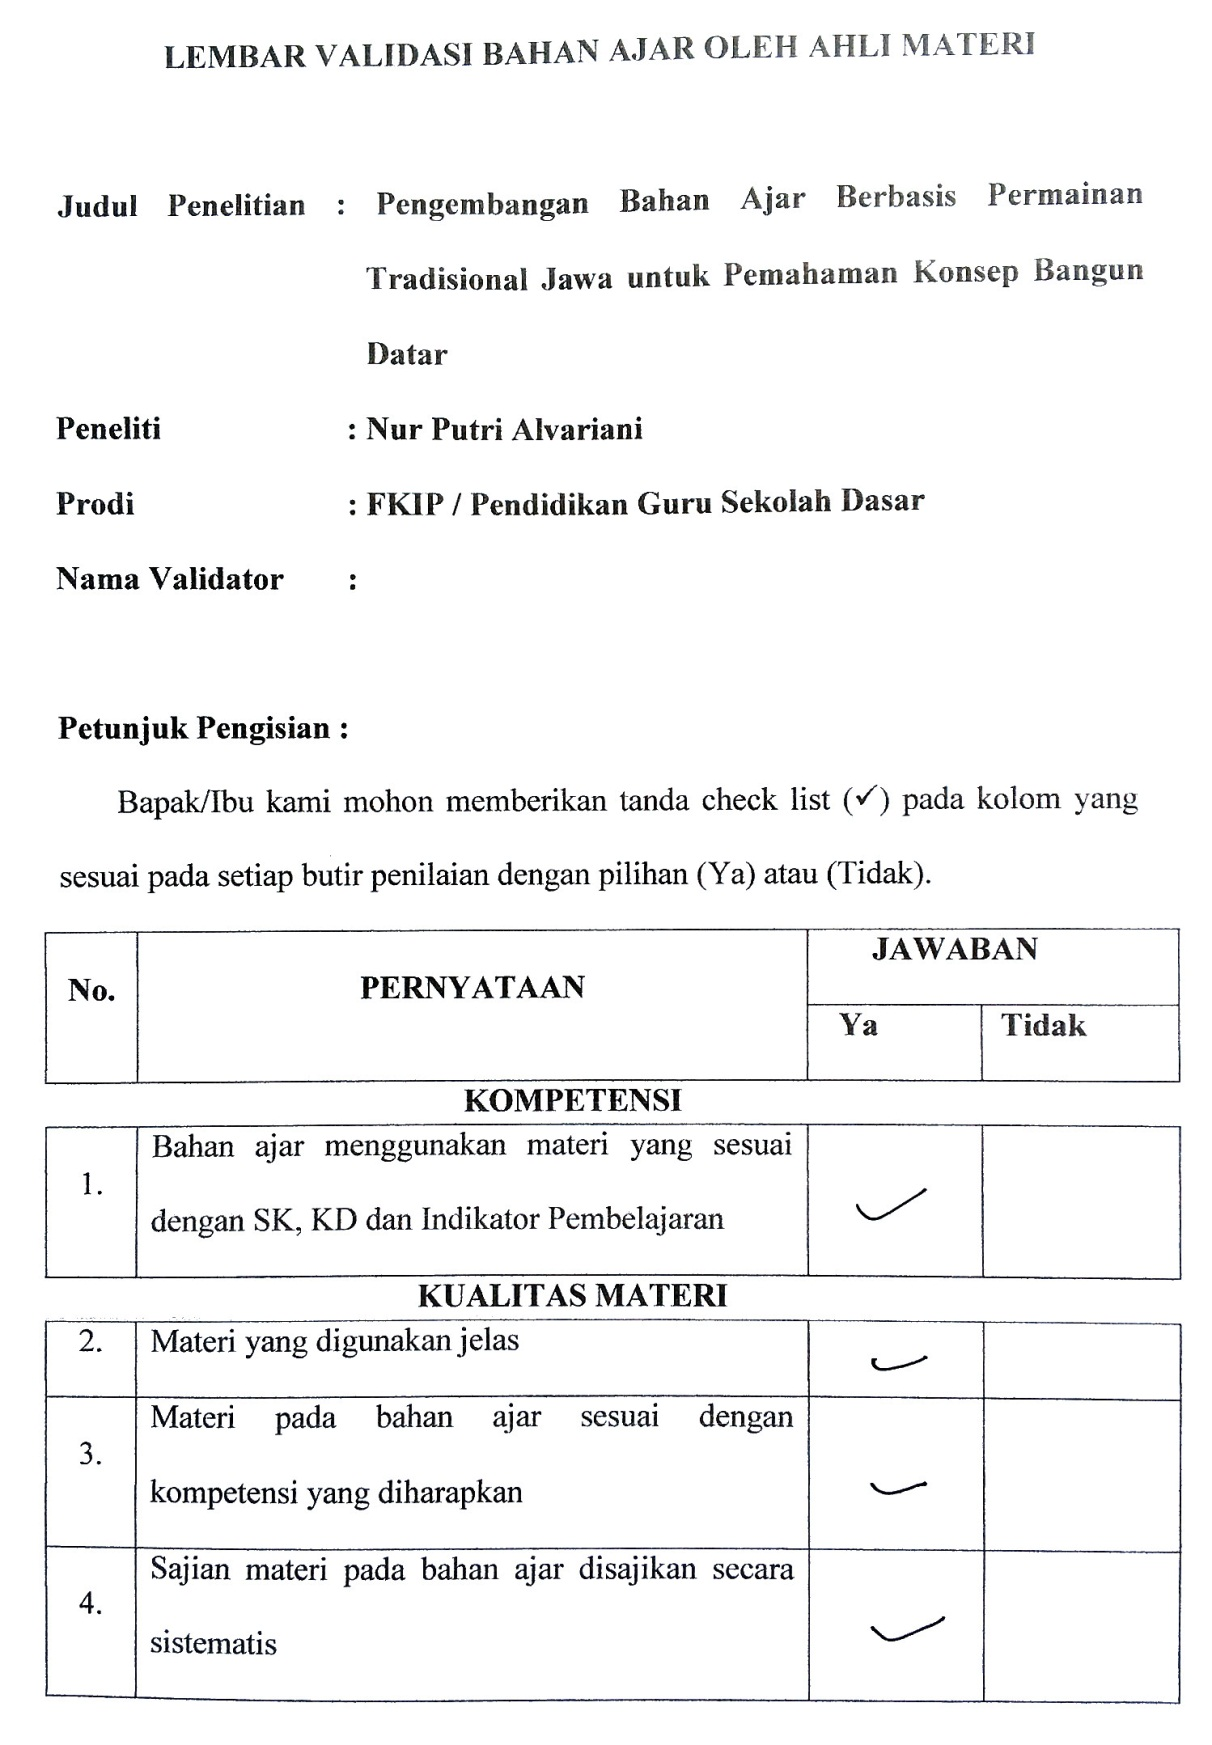 LEMBAR VALIDASI BAHAN AJAR OLEH AHLI MATERI
Judul Penelitian : Pengembangan Bahan Ajar Berbasis Permainan
Tradisional Jawa untuk Pemahaman Konsep Bangun
Datar
Peneliti : Nur Putri Alvariani
Prodi : FKIP / Pendidikan Guru Sekolah Dasar
Nama Validator :
Petunjuk Pengisian :
Bapak/Ibu kami mohon memberikan tanda check list (✓) pada kolom yang
sesuai pada setiap butir penilaian dengan pilihan (Ya) atau (Tidak).
No. PERNYATAAN JAWABAN
Ya Tidak
KOMPETENSI
1. Bahan ajar menggunakan materi yang sesuai
dengan SK, KD dan Indikator Pembelajaran ✓
KUALITAS MATERI
2. Materi yang digunakan jelas ✓
3. Materi pada bahan ajar sesuai dengan
kompetensi yang diharapkan ✓
4. Sajian materi pada bahan ajar disajikan secara
sistematis ✓